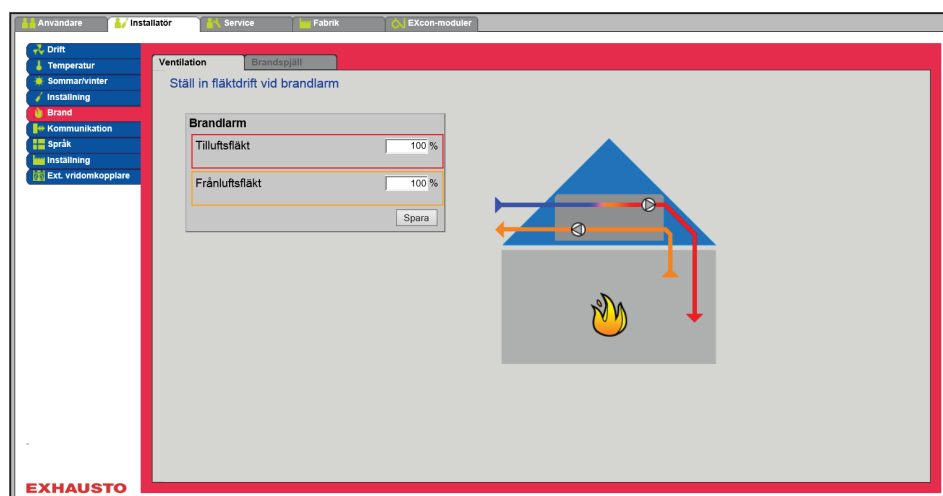 Användare Installatör Service Fabrik EXcon-moduler
Drift
Temperatur
Sommar/vinter
Inställning
Brand
Kommunikation
Språk
Inställning
Ext. vridomkopplare
Ventilation Brandspjäll
Ställ in fläktdrift vid brandlarm
Brandlarm
Tilluftsfläkt 100 %
Frånluftsfläkt 100 %
Spara
-
EXHAUSTO